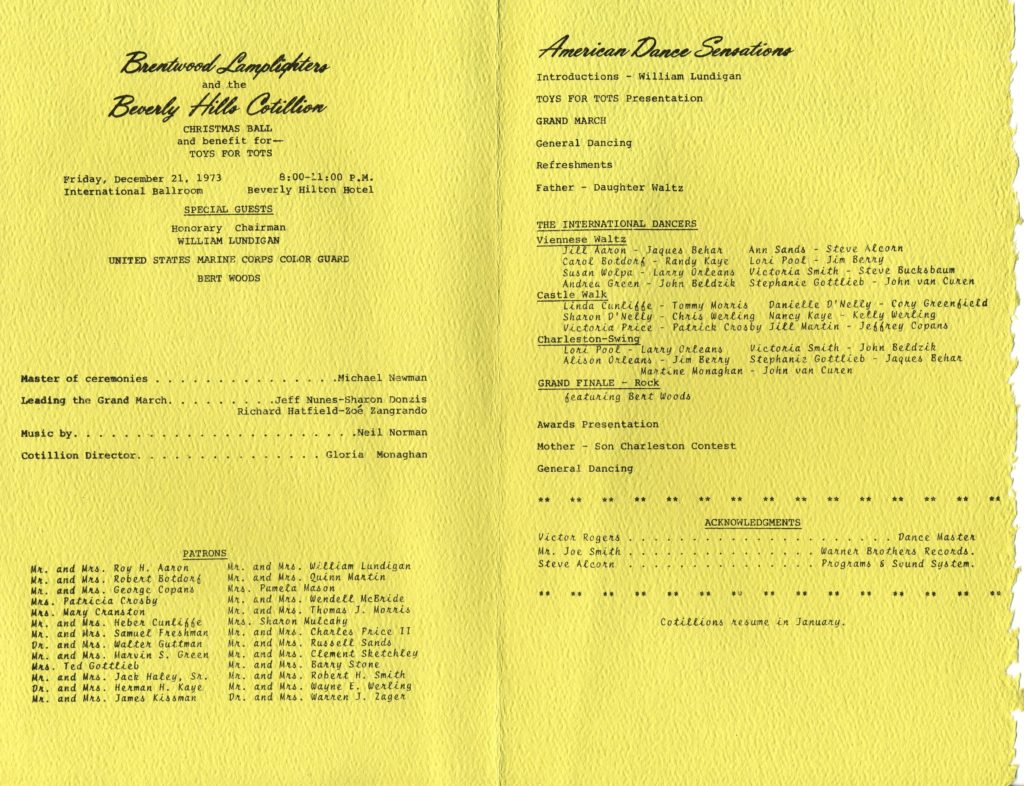 Brentwood Lamplighters
and the
Beverly Hills Cotillion
CHRISTMAS BALL
and benefit for—
TOYS FOR TOTS
Friday, December 21, 1973 8:00-11:00 P.M.
International Ballroom Beverly Hilton Hotel
SPECIAL GUESTS
Honorary Chairman
WILLIAM LUNDIGAN
UNITED STATES MARINE CORPS COLOR GUARD
BERT WOODS
Master of ceremonies . . . . . . . . . . . . . . .Michael Newman
Leading the Grand March. . . . . . . . .Jeff Nunes-Sharon Donzis
Richard Hatfield-Zoé Zangrando
Music by. . . . . . . . . . . . . . . . . . . . . . .Neil Norman
Cotillion Director. . . . . . . . . . . . . . . Gloria Monaghan
PATRONS
Mr. and Mrs. Roy H. Aaron Mr. and Mrs. William Lundigan
Mr. and Mrs. Robert Botdorf Mr. and Mrs. Quinn Martin
Mr. and Mrs. George Copans Mrs. Pamela Mason
Mrs. Patricia Crosby Mr. and Mrs. Wendell McBride
Mrs. Mary Cranston Mr. and Mrs. Thomas J. Morris
Mr. and Mrs. Heber Cunliffe Mrs. Sharon Mulcahy
Mr. and Mrs. Samuel Freshman Mr. and Mrs. Charles Price II
Dr. and Mrs. Walter Guttman Mr. and Mrs. Russell Sands
Mr. and Mrs. Marvin S. Green Mr. and Mrs. Clement Sketchley
Mrs. Ted Gottlieb Mr. and Mrs. Barry Stone
Mr. and Mrs. Jack Haley, Sr. Mr. and Mrs. Robert H. Smith
Dr. and Mrs. Herman H. Kaye Mr. and Mrs. Wayne E. Werling
Mr. and Mrs. James Kissman Dr. and Mrs. Warren J. Zager
American Dance Sensations
Introductions - William Lundigan
TOYS FOR TOTS Presentation
GRAND MARCH
General Dancing
Refreshments
Father - Daughter Waltz
THE INTERNATIONAL DANCERS
Viennese Waltz
Jill Aaron - Jaques Behar Ann Sands - Steve Alcorn
Carol Botdorf - Randy Kaye Lori Pool - Jim Berry
Susan Wolpa - Larry Orleans Victoria Smith - Steve Bucksbaum
Andrea Green - John Beldzik Stephanie Gottlieb - John van Curen
Castle Walk
Linda Cunliffe - Tommy Morris Danielle D'Nelly - Cory Greenfield
Sharon D'Nelly - Chris Werling Nancy Kaye - Kelly Werling
Victoria Price - Patrick Crosby Jill Martin - Jeffrey Copans
Charleston-Swing
Lori Pool - Larry Orleans Victoria Smith - John Beldzik
Alison Orleans - Jim Berry Stephanie Gottlieb - Jaques Behar
Martine Monaghan - John van Curen
GRAND FINALE - Rock
featuring Bert Woods
Awards Presentation
Mother - Son Charleston Contest
General Dancing
** ** ** ** ** ** ** ** ** ** ** ** ** ** **
ACKNOWLEDGMENTS
Victor Rogers . . . . . . . . . . . . . . . . . . . . . Dance Master
Mr. Joe Smith . . . . . . . . . . . . . . . Warner Brothers Records.
Steve Alcorn . . . . . . . . . . . . . . . Programs & Sound System.
** ** ** ** ** ** ** ** ** ** ** ** ** ** **
Cotillions resume in January.